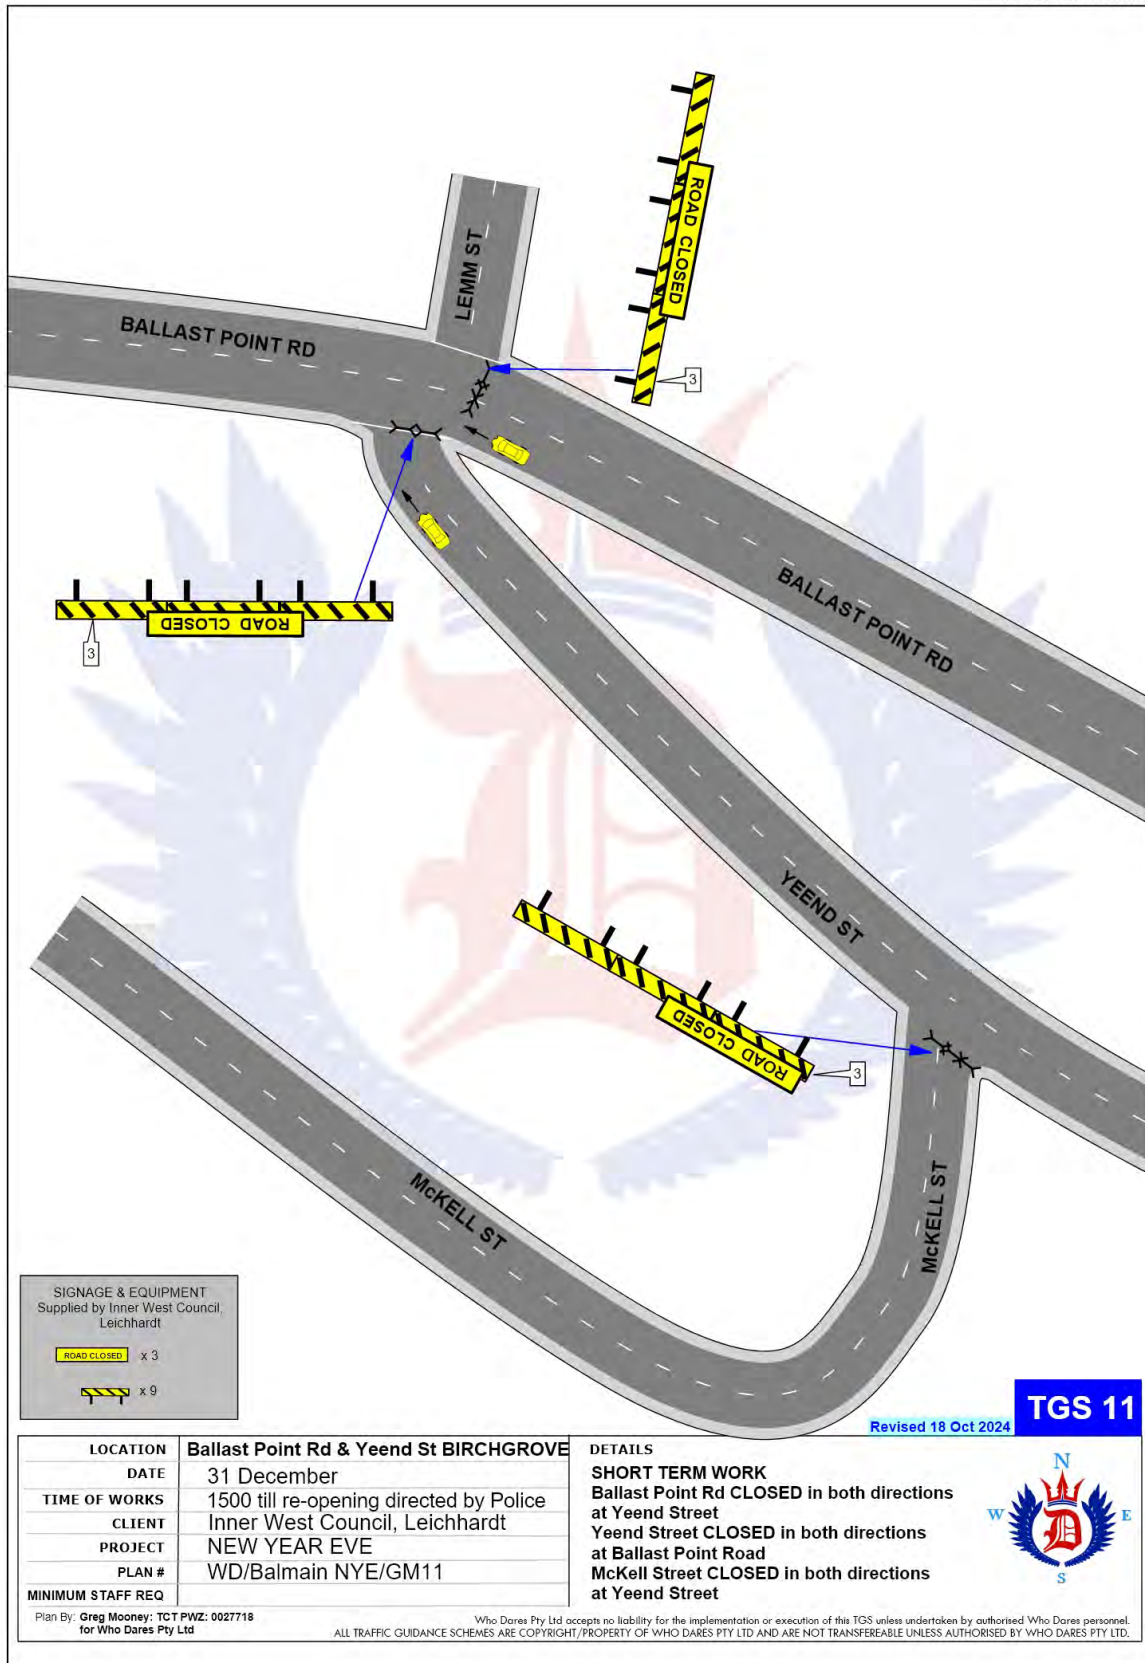 ROAD CLOSED
3
LEMM ST
BALLAST POINT RD
BALLAST POINT RD
ROAD CLOSED
3
YEEND ST
ROAD CLOSED
3
McKELL ST
McKELL ST
SIGNAGE & EQUIPMENT
Supplied by Inner West Council,
Leichhardt
ROAD CLOSED x 3
x 9
TGS 11
Revised 18 Oct 2024
LOCATION Ballast Point Rd & Yeend St BIRCHGROVE
DATE 31 December
TIME OF WORKS 1500 till re-opening directed by Police
CLIENT Inner West Council, Leichhardt
PROJECT NEW YEAR EVE
PLAN # WD/Balmain NYE/GM11
MINIMUM STAFF REQ
DETAILS
SHORT TERM WORK
Ballast Point Rd CLOSED in both directions
at Yeend Street
Yeend Street CLOSED in both directions
at Ballast Point Road
McKell Street CLOSED in both directions
at Yeend Street
N
W E
D
S
Plan By: Greg Mooney: TCT PWZ: 0027718
for Who Dares Pty Ltd
Who Dares Pty Ltd accepts no liability for the implementation or execution of this TGS unless undertaken by authorised Who Dares personnel.
ALL TRAFFIC GUIDANCE SCHEMES ARE COPYRIGHT/PROPERTY OF WHO DARES PTY LTD AND ARE NOT TRANSFEREABLE UNLESS AUTHORISED BY WHO DARES PTY LTD.